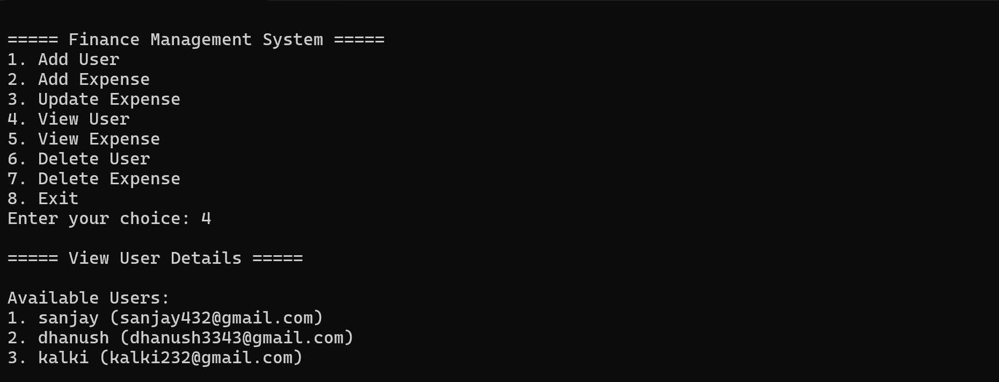 ===== Finance Management System =====
1. Add User
2. Add Expense
3. Update Expense
4. View User
5. View Expense
6. Delete User
7. Delete Expense
8. Exit
Enter your choice: 4
===== View User Details =====
Available Users:
1. sanjay (sanjay432@gmail.com)
2. dhanush (dhanush3343@gmail.com)
3. kalki (kalki232@gmail.com)